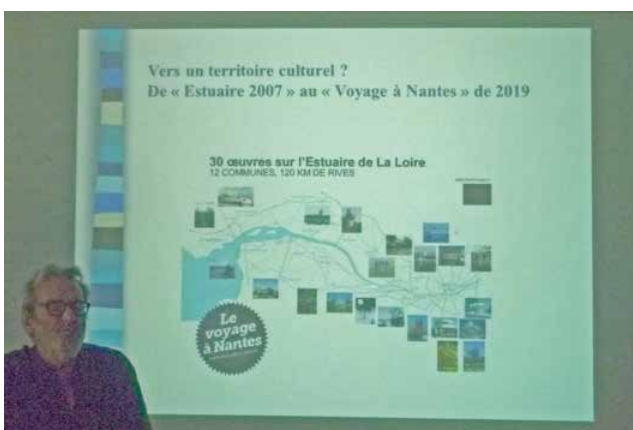 Vers un territoire culturel ?
De « Estuaire 2007 » au « Voyage à Nantes » de 2019
30 œuvres sur l'Estuaire de La Loire
12 COMMUNES, 120 KM DE RIVES
Le
voyage
à Nantes